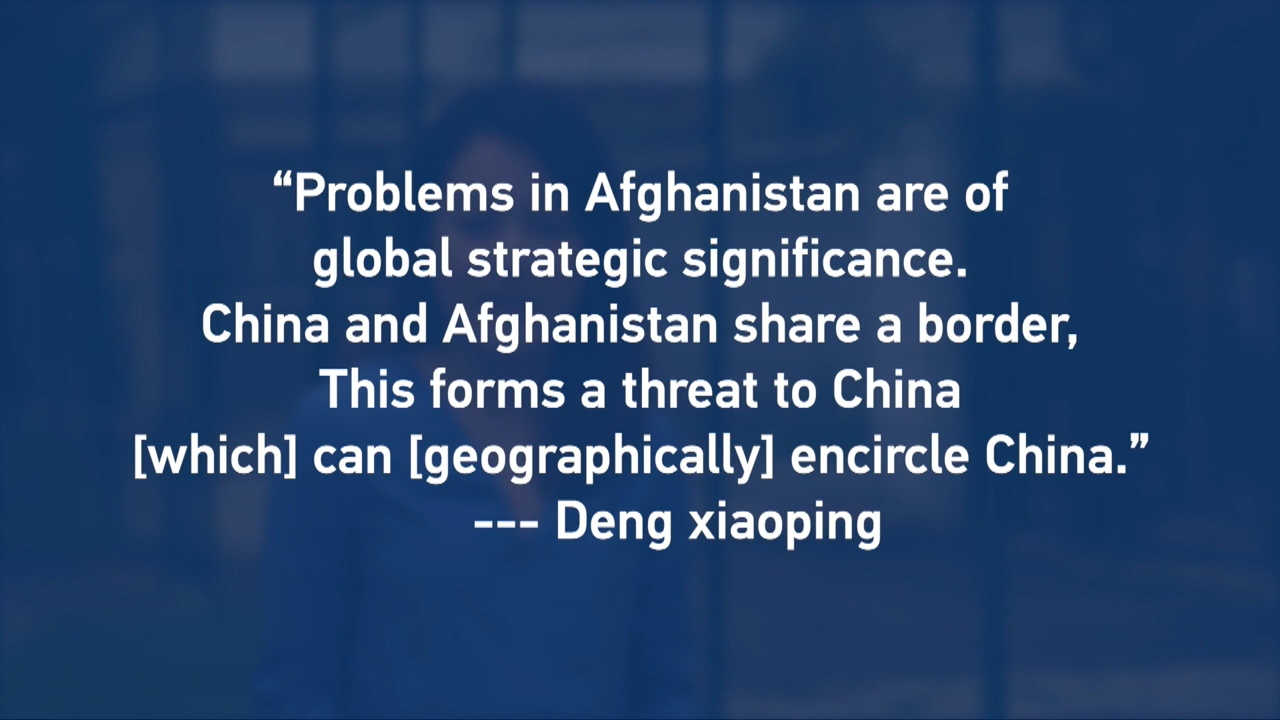 “Problems in Afghanistan are of
global strategic significance.
China and Afghanistan share a border,
This forms a threat to China
[which] can [geographically] encircle China.”
--- Deng xiaoping